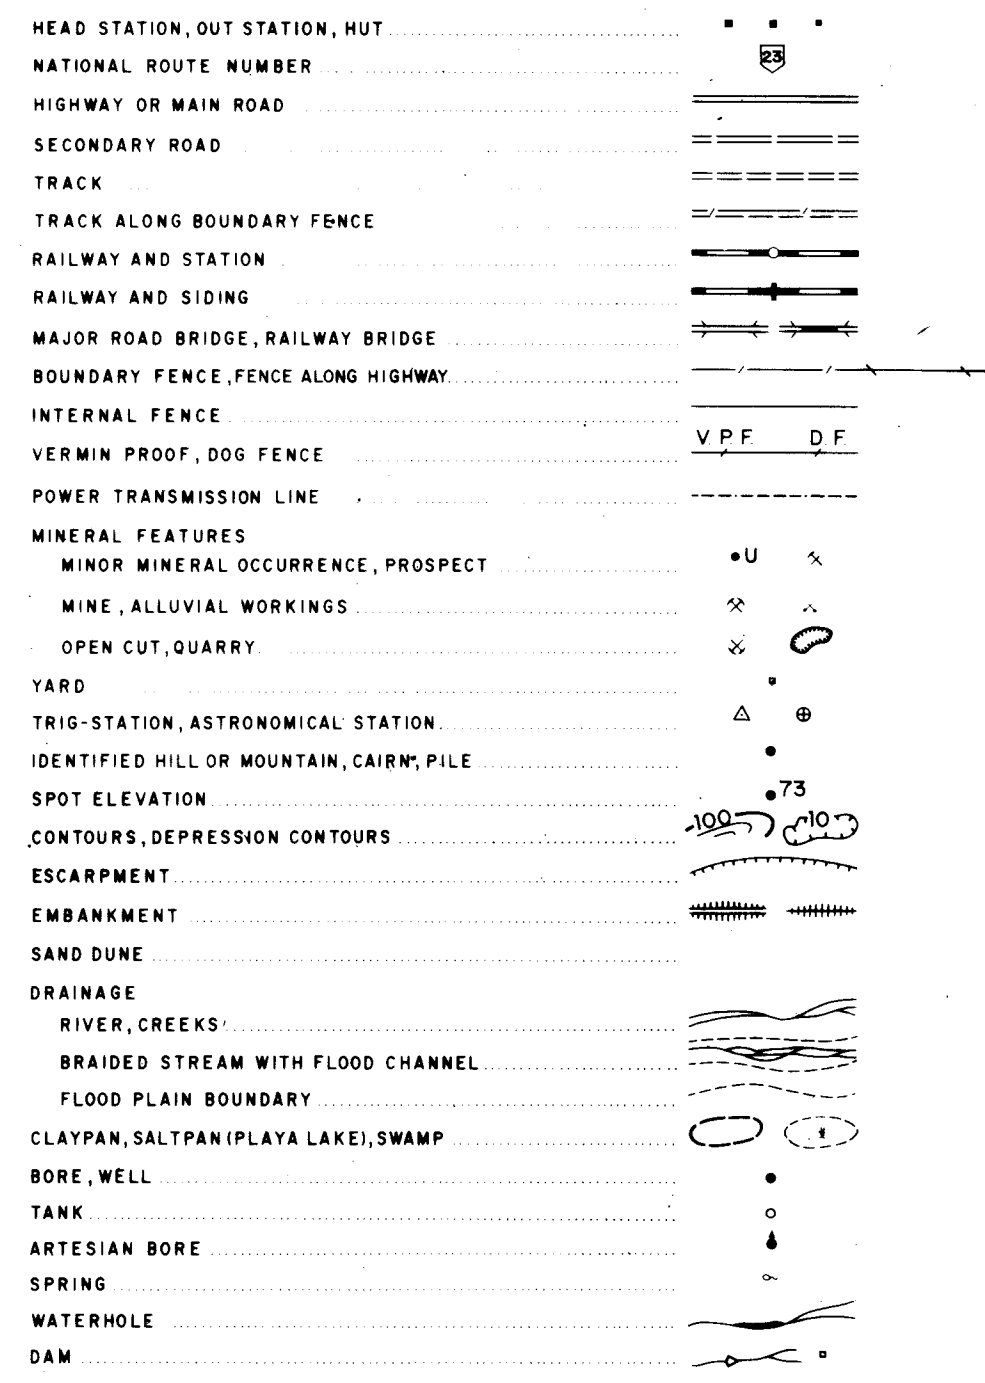 HEAD STATION, OUT STATION, HUT
NATIONAL ROUTE NUMBER 23
HIGHWAY OR MAIN ROAD
SECONDARY ROAD
TRACK
TRACK ALONG BOUNDARY FENCE
RAILWAY AND STATION
RAILWAY AND SIDING
MAJOR ROAD BRIDGE, RAILWAY BRIDGE
BOUNDARY FENCE, FENCE ALONG HIGHWAY
INTERNAL FENCE
V.P.F. D.F.
VERMIN PROOF, DOG FENCE
POWER TRANSMISSION LINE
MINERAL FEATURES
MINOR MINERAL OCCURRENCE, PROSPECT U
MINE, ALLUVIAL WORKINGS
OPEN CUT, QUARRY
YARD
TRIG-STATION, ASTRONOMICAL STATION
IDENTIFIED HILL OR MOUNTAIN, CAIRN, PILE
SPOT ELEVATION 73
CONTOURS, DEPRESSION CONTOURS 100 10
ESCARPMENT
EMBANKMENT
SAND DUNE
DRAINAGE
RIVER, CREEKS
BRAIDED STREAM WITH FLOOD CHANNEL
FLOOD PLAIN BOUNDARY
CLAYPAN, SALTPAN (PLAYA LAKE), SWAMP
BORE, WELL
TANK
ARTESIAN BORE
SPRING
WATERHOLE
DAM